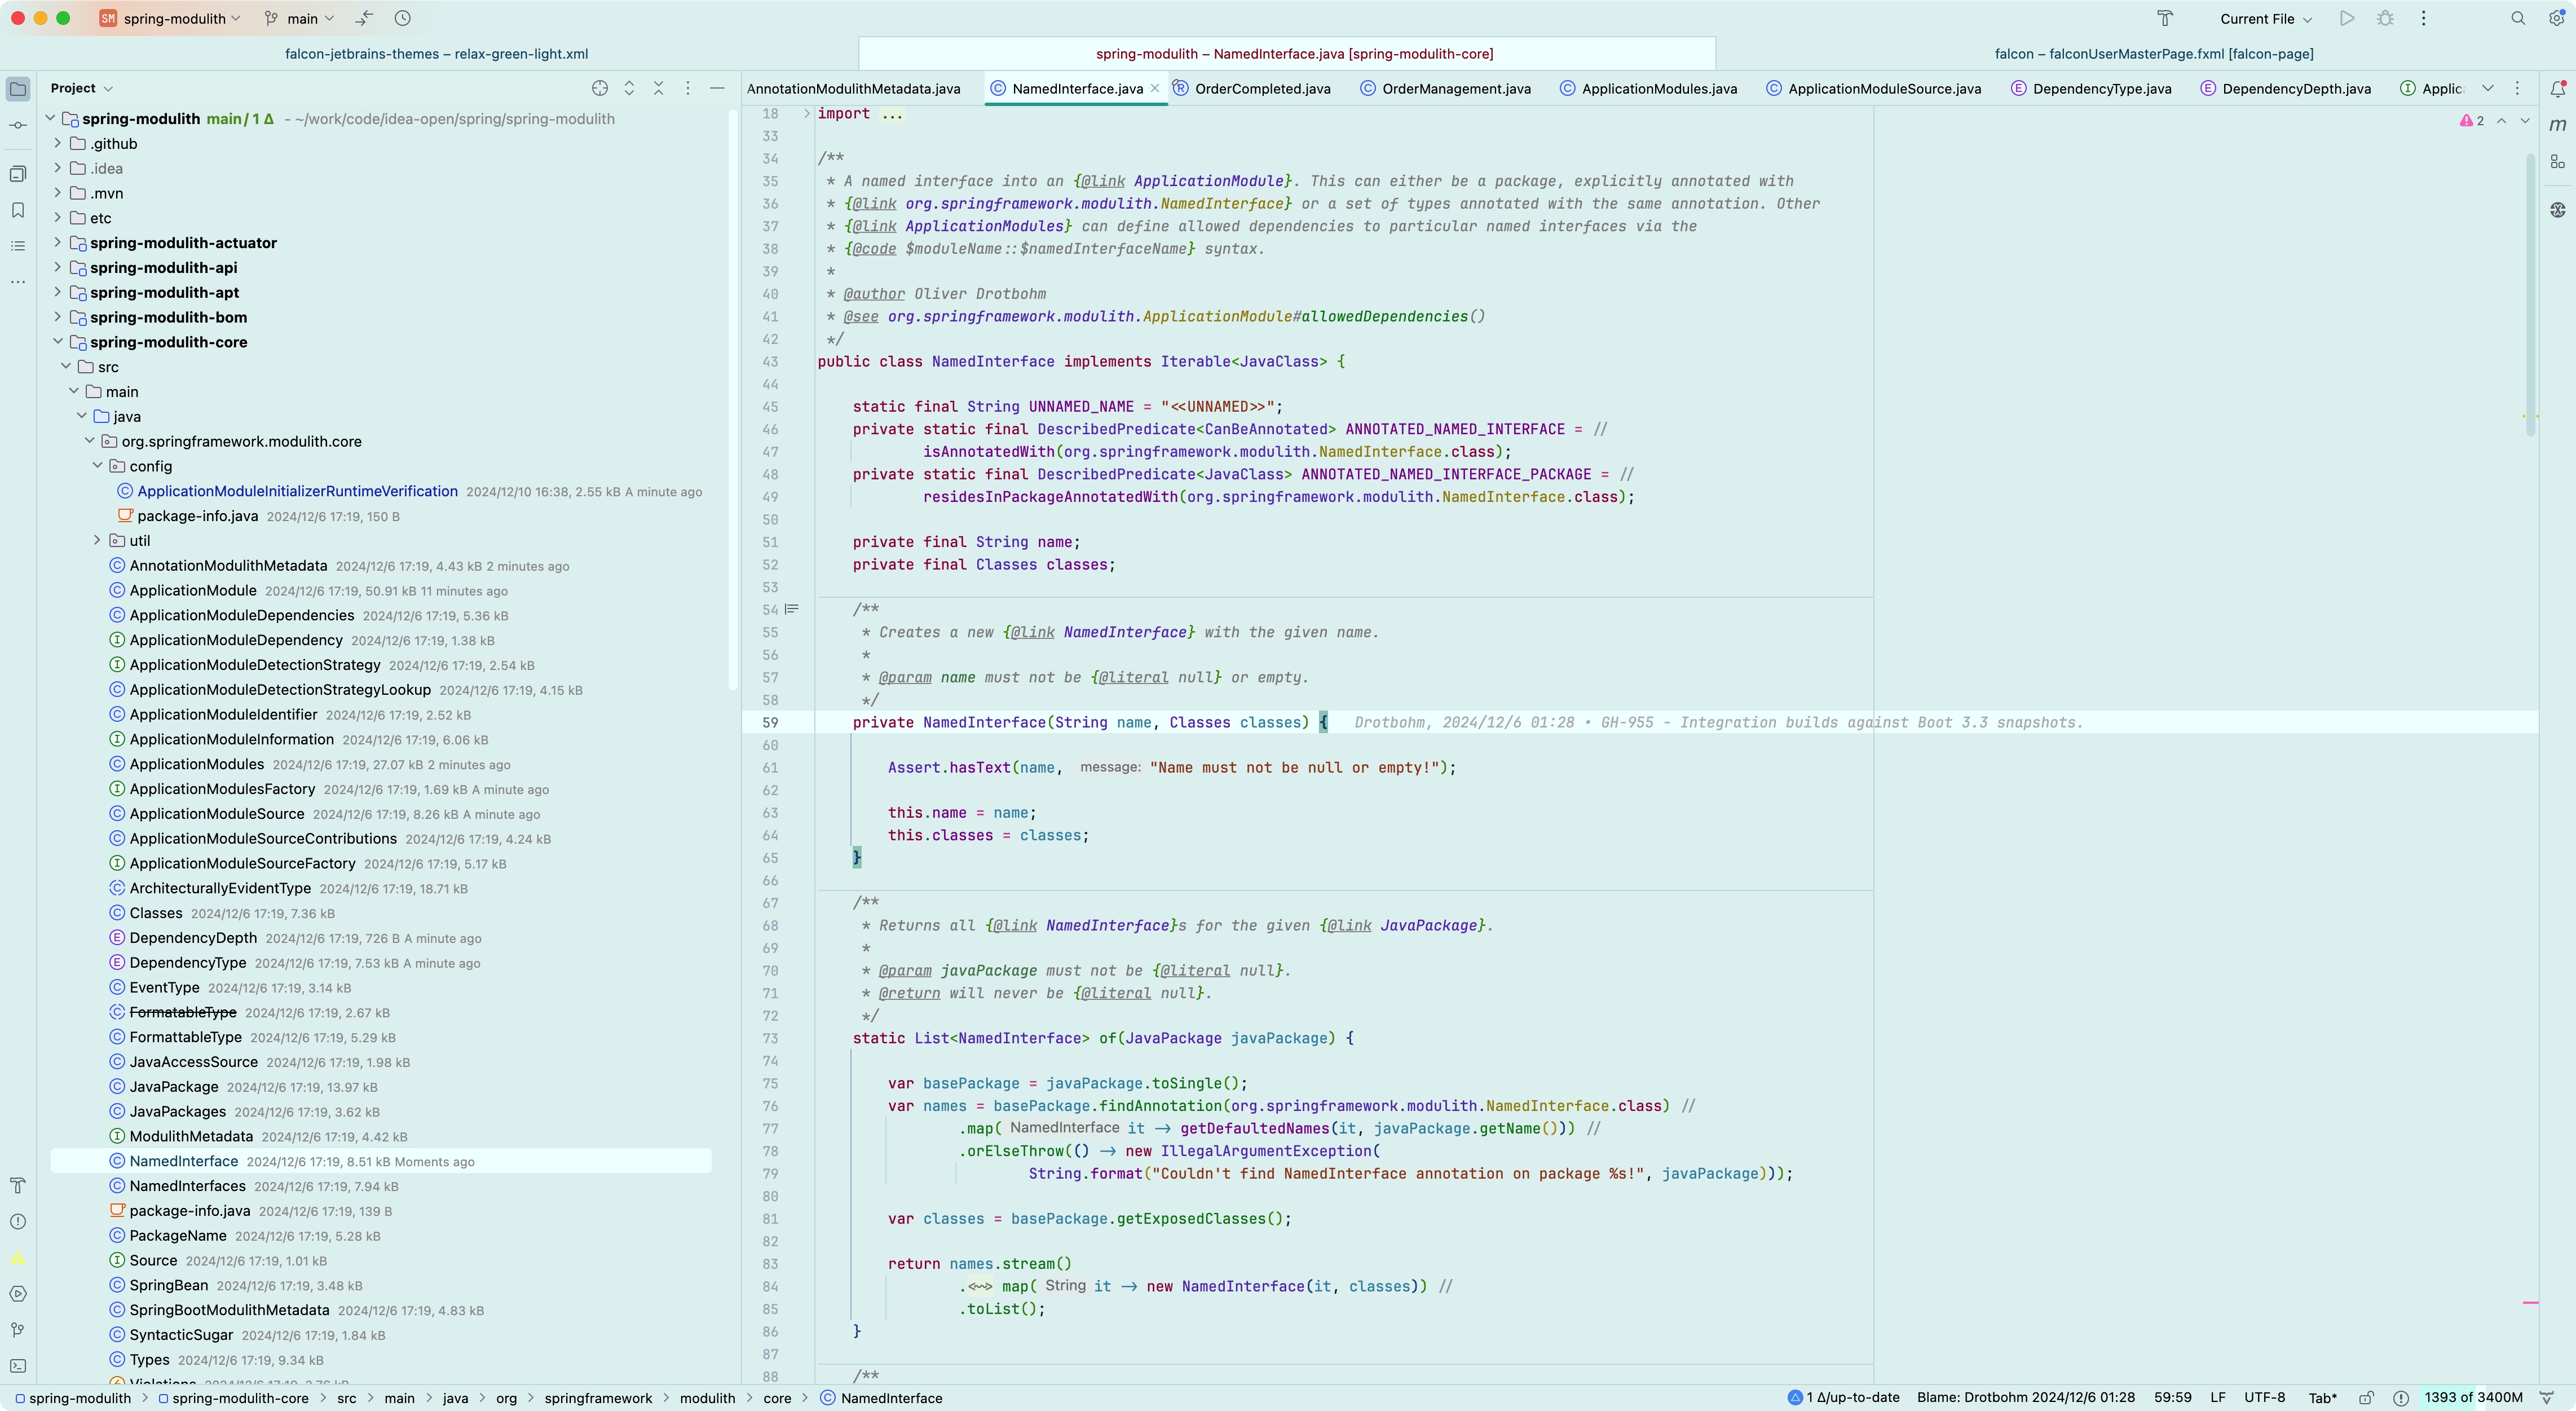 SM spring-modulith main Current File
falcon-jetbrains-themes – relax-green-light.xml
spring-modulith – NamedInterface.java [spring-modulith-core]
falcon – falconUserMasterPage.fxml [falcon-page]
Project
AnnotationModulithMetadata.java
NamedInterface.java
OrderCompleted.java
OrderManagement.java
ApplicationModules.java
ApplicationModuleSource.java
DependencyType.java
DependencyDepth.java
Applic
spring-modulith main / 1 Δ - ~/work/code/idea-open/spring/spring-modulith
.github
.idea
.mvn
etc
spring-modulith-actuator
spring-modulith-api
spring-modulith-apt
spring-modulith-bom
spring-modulith-core
src
main
java
org.springframework.modulith.core
config
ApplicationModuleInitializerRuntimeVerification 2024/12/10 16:38, 2.55 kB A minute ago
package-info.java 2024/12/6 17:19, 150 B
util
AnnotationModulithMetadata 2024/12/6 17:19, 4.43 kB 2 minutes ago
ApplicationModule 2024/12/6 17:19, 50.91 kB 11 minutes ago
ApplicationModuleDependencies 2024/12/6 17:19, 5.36 kB
ApplicationModuleDependency 2024/12/6 17:19, 1.38 kB
ApplicationModuleDetectionStrategy 2024/12/6 17:19, 2.54 kB
ApplicationModuleDetectionStrategyLookup 2024/12/6 17:19, 4.15 kB
ApplicationModuleIdentifier 2024/12/6 17:19, 2.52 kB
ApplicationModuleInformation 2024/12/6 17:19, 6.06 kB
ApplicationModules 2024/12/6 17:19, 27.07 kB 2 minutes ago
ApplicationModulesFactory 2024/12/6 17:19, 1.69 kB A minute ago
ApplicationModuleSource 2024/12/6 17:19, 8.26 kB A minute ago
ApplicationModuleSourceContributions 2024/12/6 17:19, 4.24 kB
ApplicationModuleSourceFactory 2024/12/6 17:19, 5.17 kB
ArchitecturallyEvidentType 2024/12/6 17:19, 18.71 kB
Classes 2024/12/6 17:19, 7.36 kB
DependencyDepth 2024/12/6 17:19, 726 B A minute ago
DependencyType 2024/12/6 17:19, 7.53 kB A minute ago
EventType 2024/12/6 17:19, 3.14 kB
FormatableType 2024/12/6 17:19, 2.67 kB
FormattableType 2024/12/6 17:19, 5.29 kB
JavaAccessSource 2024/12/6 17:19, 1.98 kB
JavaPackage 2024/12/6 17:19, 13.97 kB
JavaPackages 2024/12/6 17:19, 3.62 kB
ModulithMetadata 2024/12/6 17:19, 4.42 kB
NamedInterface 2024/12/6 17:19, 8.51 kB Moments ago
NamedInterfaces 2024/12/6 17:19, 7.94 kB
package-info.java 2024/12/6 17:19, 139 B
PackageName 2024/12/6 17:19, 5.28 kB
Source 2024/12/6 17:19, 1.01 kB
SpringBean 2024/12/6 17:19, 3.48 kB
SpringBootModulithMetadata 2024/12/6 17:19, 4.83 kB
SyntacticSugar 2024/12/6 17:19, 1.84 kB
Types 2024/12/6 17:19, 9.34 kB
2
18 import ...
33
34 /**
35 * A named interface into an {@link ApplicationModule}. This can either be a package, explicitly annotated with
36 * {@link org.springframework.modulith.NamedInterface} or a set of types annotated with the same annotation. Other
37 * {@link ApplicationModules} can define allowed dependencies to particular named interfaces via the
38 * {@code $moduleName::$namedInterfaceName} syntax.
39 *
40 * @author Oliver Drotbohm
41 * @see org.springframework.modulith.ApplicationModule#allowedDependencies()
42 */
43 public class NamedInterface implements Iterable<JavaClass> {
44
45 static final String UNNAMED_NAME = "<<UNNAMED>>";
46 private static final DescribedPredicate<CanBeAnnotated> ANNOTATED_NAMED_INTERFACE = //
47 isAnnotatedWith(org.springframework.modulith.NamedInterface.class);
48 private static final DescribedPredicate<JavaClass> ANNOTATED_NAMED_INTERFACE_PACKAGE = //
49 residesInPackageAnnotatedWith(org.springframework.modulith.NamedInterface.class);
50
51 private final String name;
52 private final Classes classes;
53
54 /**
55 * Creates a new {@link NamedInterface} with the given name.
56 *
57 * @param name must not be {@literal null} or empty.
58 */
59 private NamedInterface(String name, Classes classes) { Drotbohm, 2024/12/6 01:28 • GH-955 - Integration builds against Boot 3.3 snapshots.
60
61 Assert.hasText(name, message: "Name must not be null or empty!");
62
63 this.name = name;
64 this.classes = classes;
65 }
66
67 /**
68 * Returns all {@link NamedInterface}s for the given {@link JavaPackage}.
69 *
70 * @param javaPackage must not be {@literal null}.
71 * @return will never be {@literal null}.
72 */
73 static List<NamedInterface> of(JavaPackage javaPackage) {
74
75 var basePackage = javaPackage.toSingle();
76 var names = basePackage.findAnnotation(org.springframework.modulith.NamedInterface.class) //
77 .map( NamedInterface it -> getDefaultedNames(it, javaPackage.getName())) //
78 .orElseThrow(() -> new IllegalArgumentException(
79 String.format("Couldn't find NamedInterface annotation on package %s!", javaPackage)));
80
81 var classes = basePackage.getExposedClasses();
82
83 return names.stream()
84 .<~> map( String it -> new NamedInterface(it, classes)) //
85 .toList();
86 }
87
88 /**
spring-modulith > spring-modulith-core > src > main > java > org > springframework > modulith > core > NamedInterface
1 Δ/up-to-date Blame: Drotbohm 2024/12/6 01:28 59:59 LF UTF-8 Tab* 1393 of 3400M